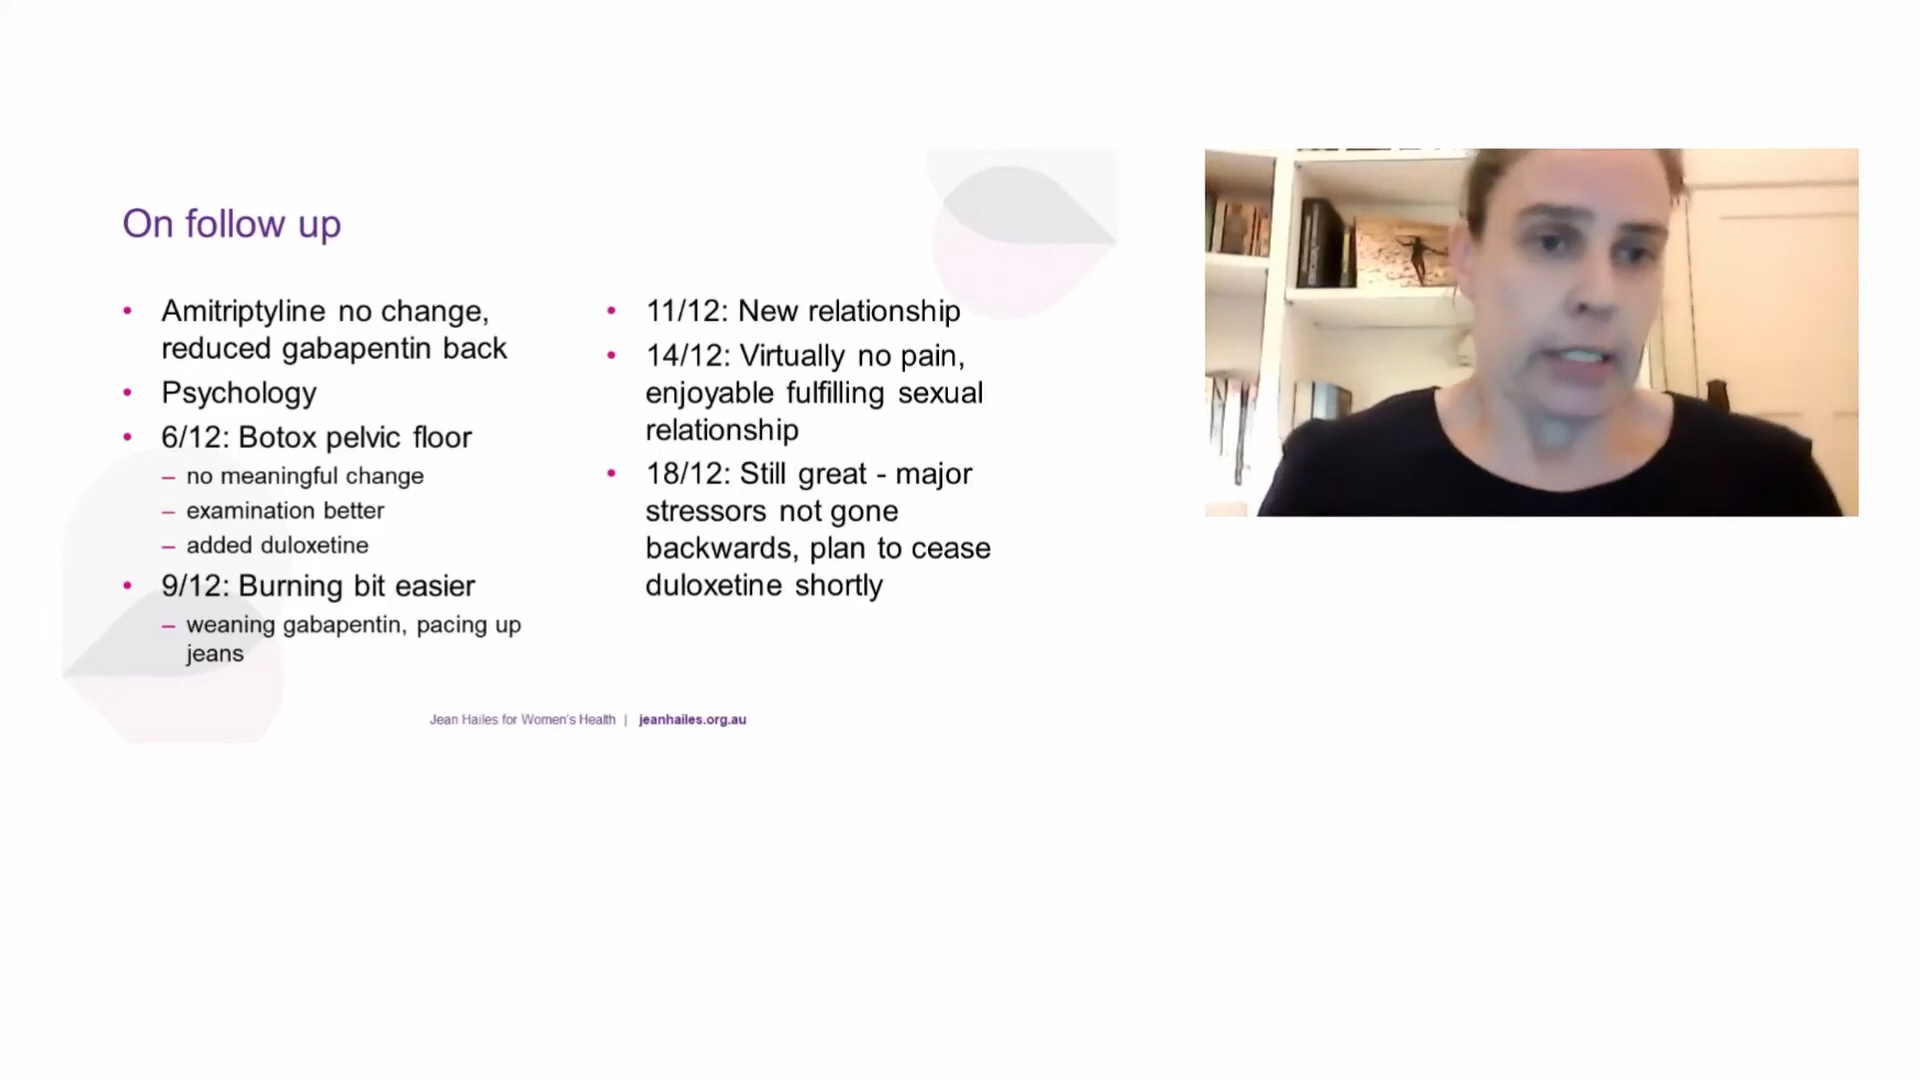 On follow up
• Amitriptyline no change,
reduced gabapentin back
• Psychology
• 6/12: Botox pelvic floor
– no meaningful change
– examination better
– added duloxetine
• 9/12: Burning bit easier
– weaning gabapentin, pacing up
jeans
• 11/12: New relationship
• 14/12: Virtually no pain,
enjoyable fulfilling sexual
relationship
• 18/12: Still great - major
stressors not gone
backwards, plan to cease
duloxetine shortly
Jean Hailes for Women's Health | jeanhailes.org.au